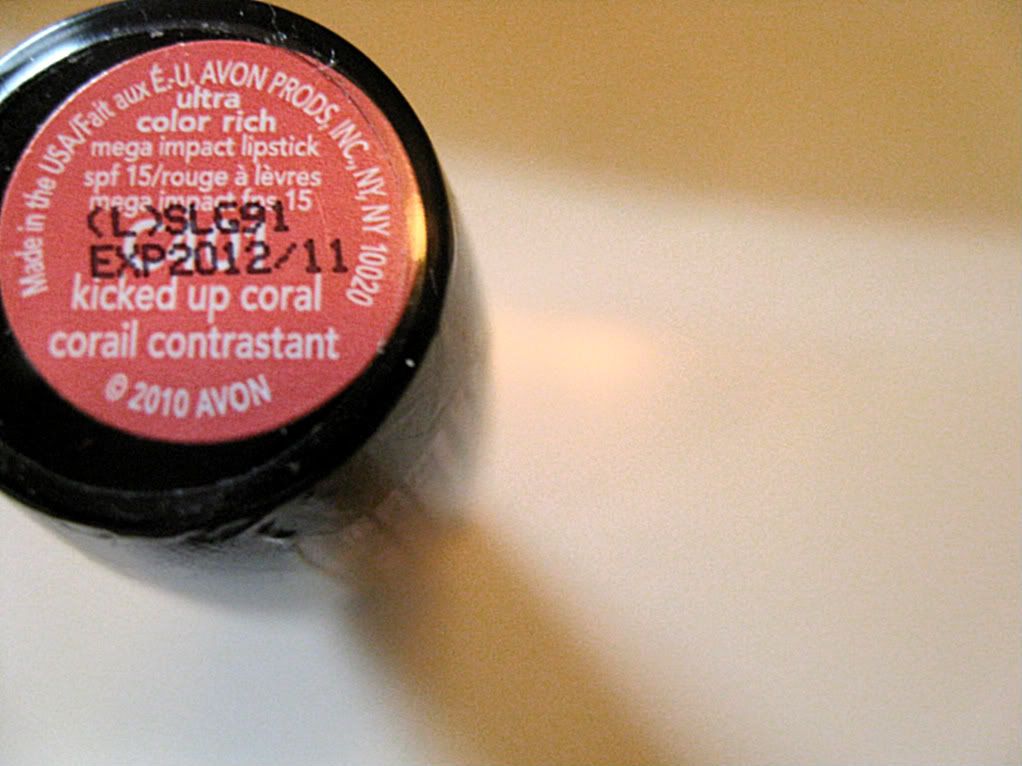 Made in the USA/Fait aux É.-U. AVON PRODS, INC., NY, NY 10020
ultra
color rich
mega impact lipstick
spf 15/rouge à lèvres
mega impact fps 15
(L)SLG91
EXP2012/11
kicked up coral
corail contrastant
© 2010 AVON